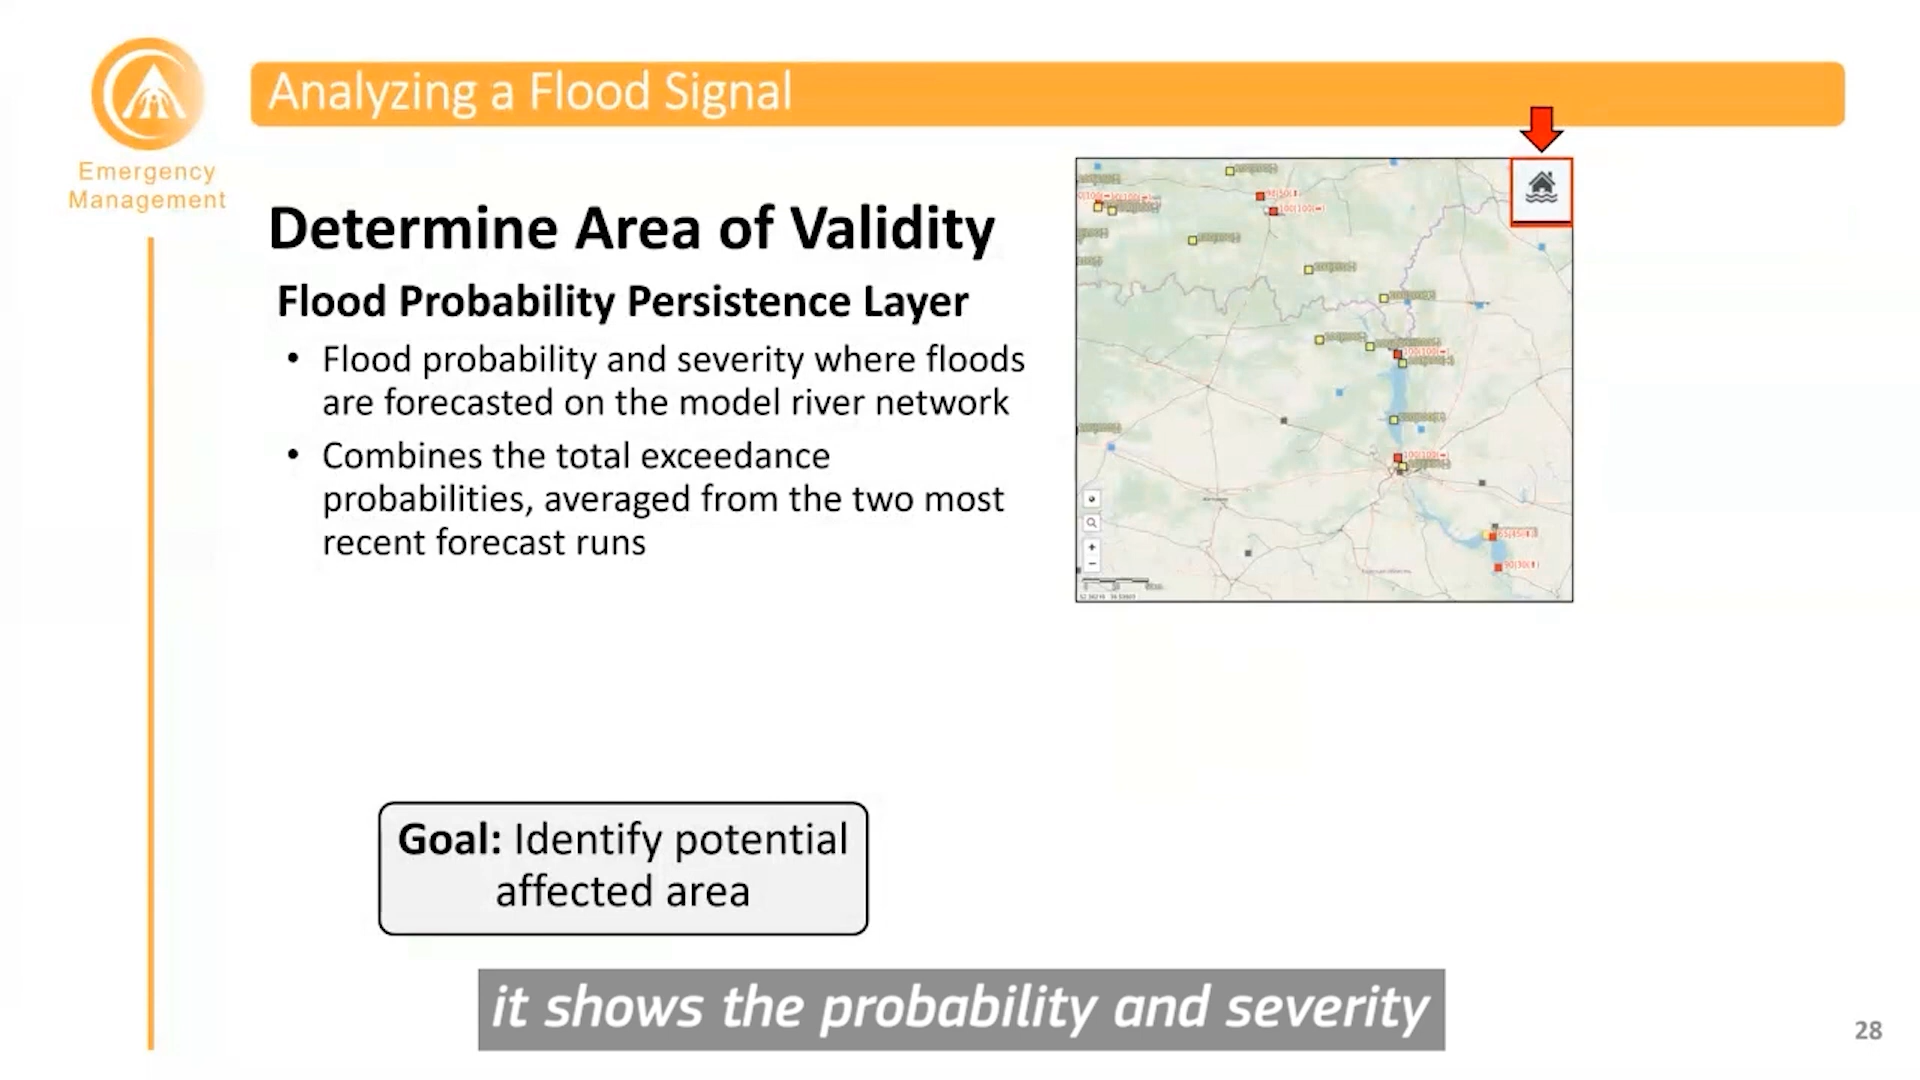 Analyzing a Flood Signal
Emergency
Management
Determine Area of Validity
Flood Probability Persistence Layer
• Flood probability and severity where floods
are forecasted on the model river network
• Combines the total exceedance
probabilities, averaged from the two most
recent forecast runs
Goal: Identify potential
affected area
it shows the probability and severity
28